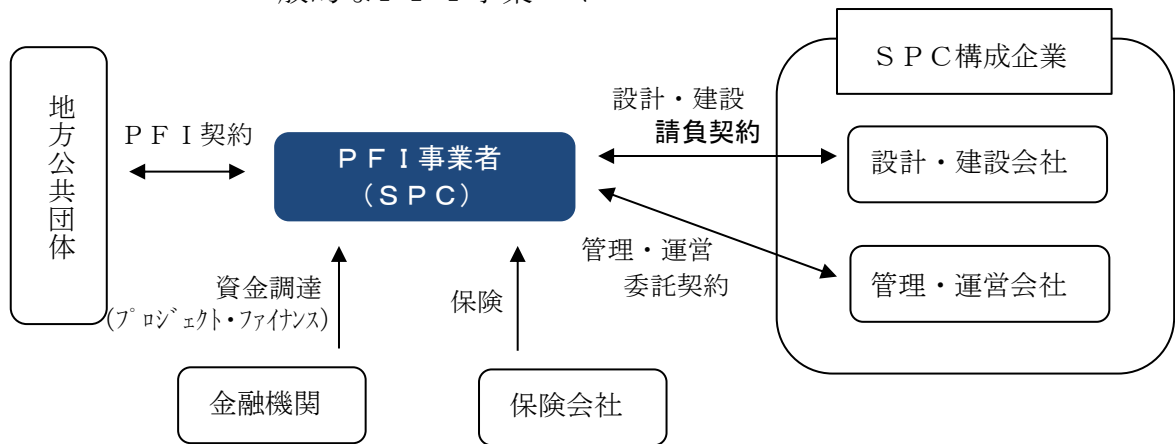 ＳＰＣ構成企業
地方公共団体
ＰＦＩ契約
ＰＦＩ事業者
（ＳＰＣ）
設計・建設
請負契約
設計・建設会社
管理・運営
委託契約
管理・運営会社
資金調達
(ﾌﾟﾛｼﾞｪｸﾄ・ﾌｧｲﾅﾝｽ)
保険
金融機関
保険会社